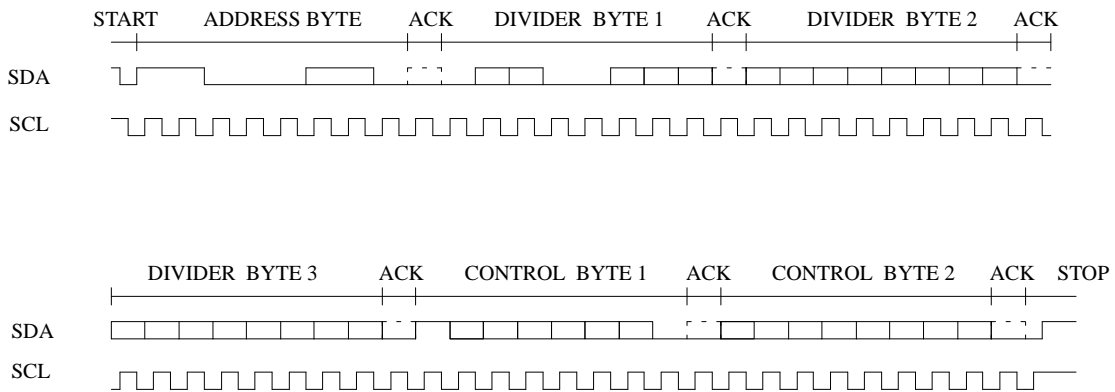 START ADDRESS BYTE ACK DIVIDER BYTE 1 ACK DIVIDER BYTE 2 ACK
SDA
SCL
DIVIDER BYTE 3 ACK CONTROL BYTE 1 ACK CONTROL BYTE 2 ACK STOP
SDA
SCL